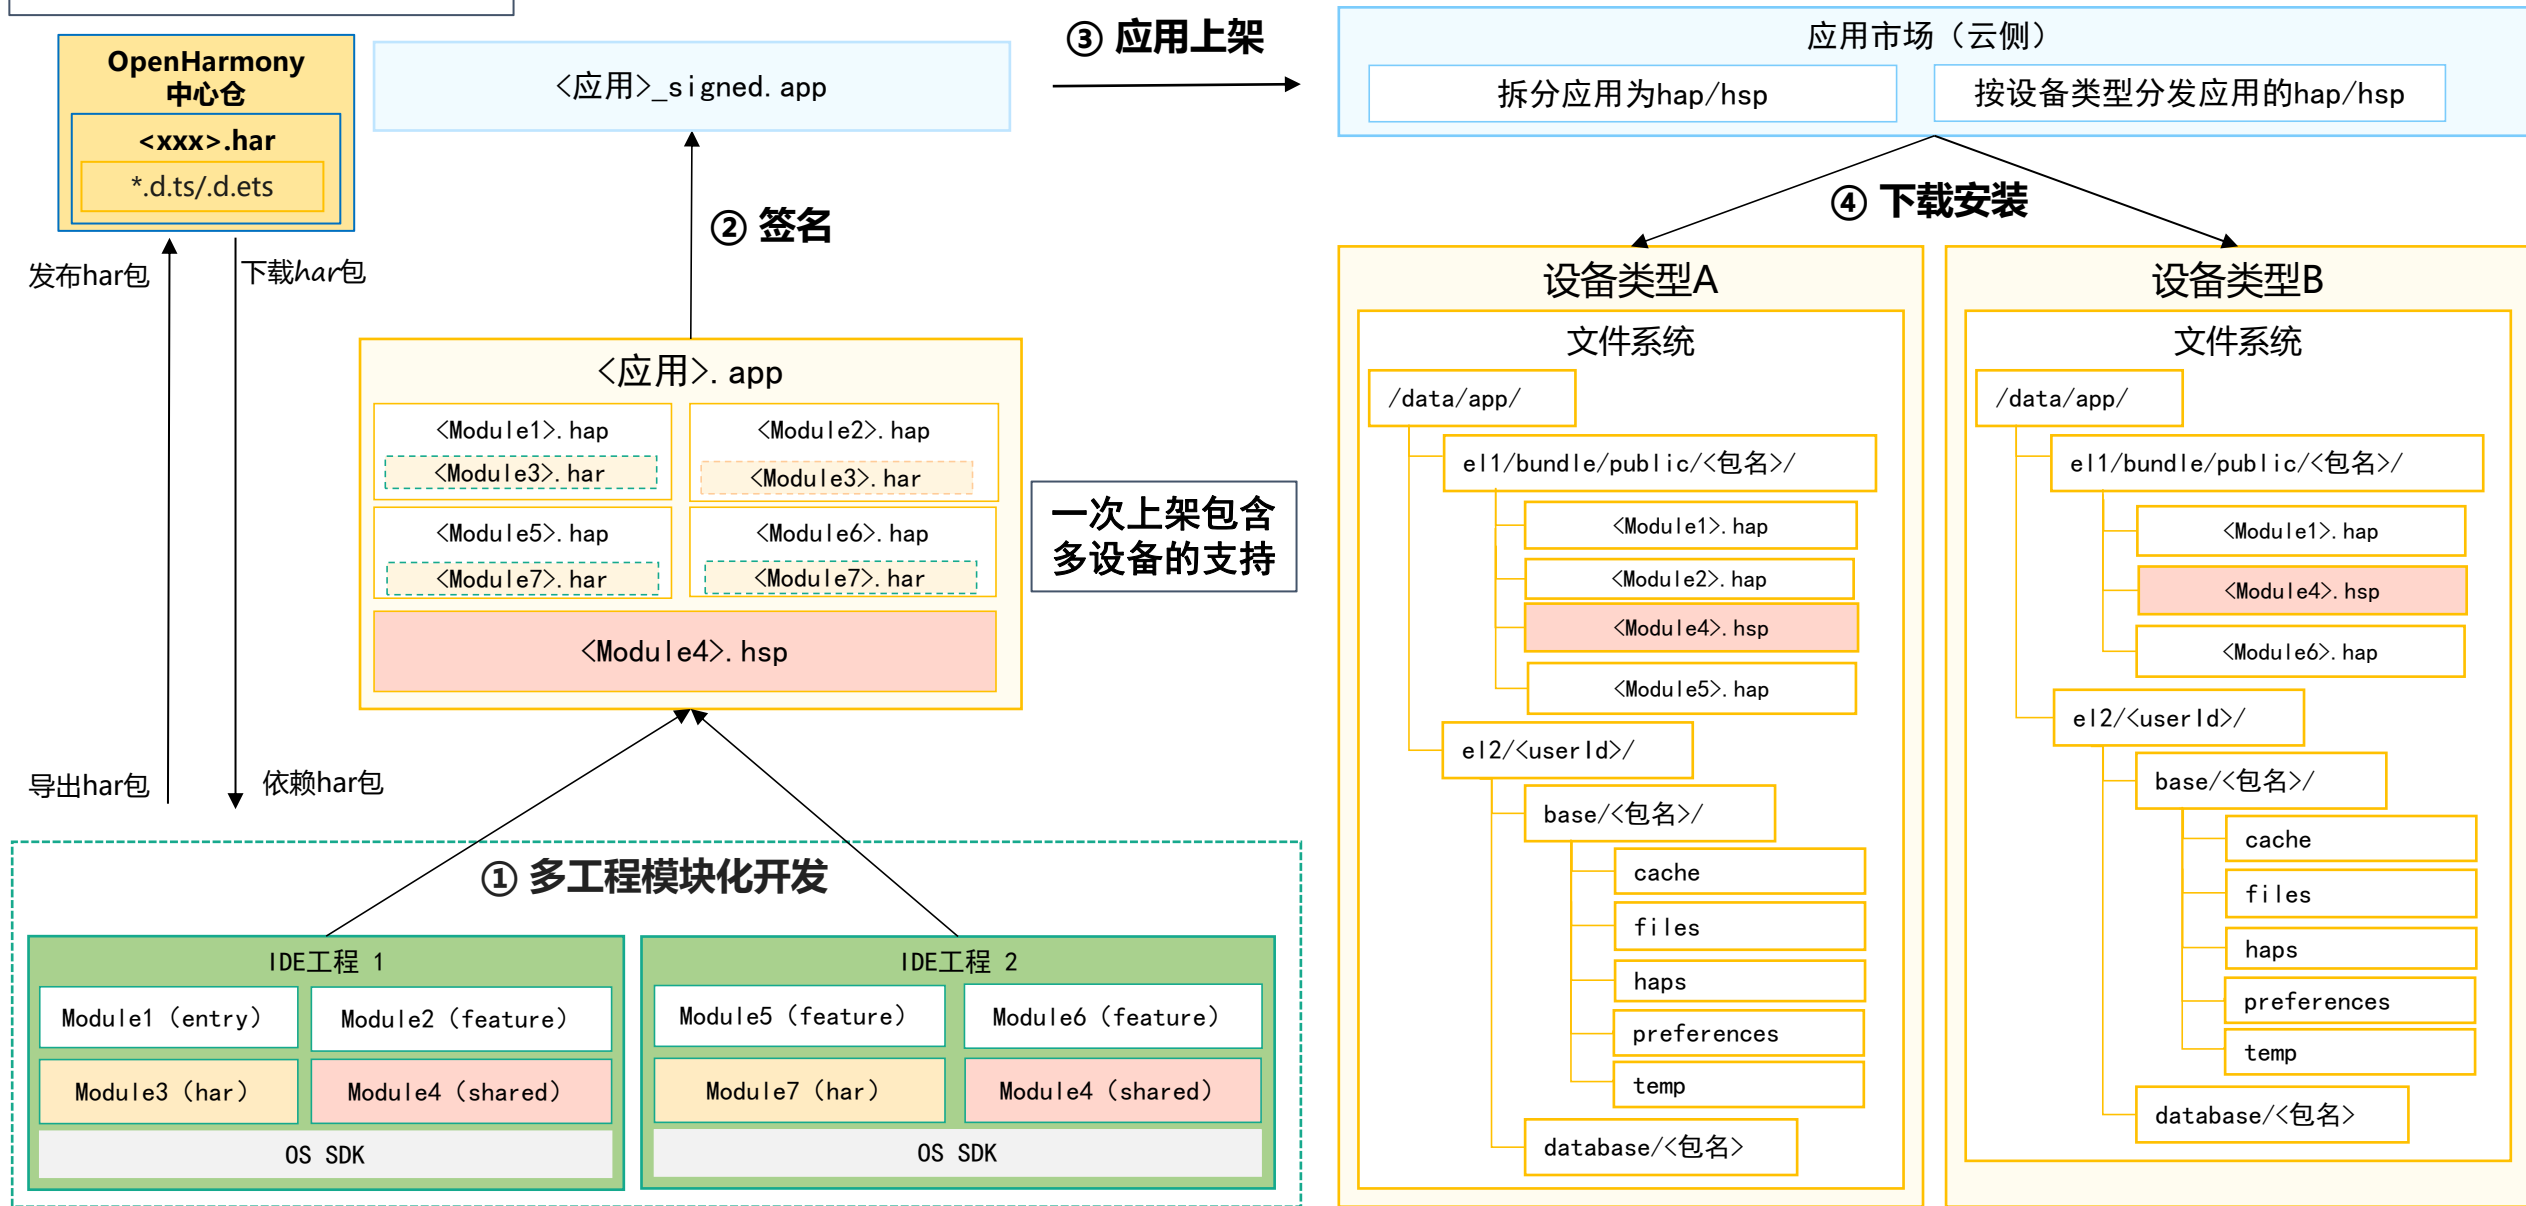 OpenHarmony
中心仓
<xxx>.har
*.d.ts/.d.ets
发布har包
下载har包
导出har包
依赖har包
<应用>_signed.app
② 签名
③ 应用上架
<应用>.app
<Module1>.hap
<Module3>.har
<Module2>.hap
<Module3>.har
<Module5>.hap
<Module7>.har
<Module6>.hap
<Module7>.har
<Module4>.hsp
一次上架包含
多设备的支持
① 多工程模块化开发
IDE工程 1
Module1（entry）
Module2（feature）
Module3（har）
Module4（shared）
OS SDK
IDE工程 2
Module5（feature）
Module6（feature）
Module7（har）
Module4（shared）
OS SDK
应用市场（云侧）
拆分应用为hap/hsp
按设备类型分发应用的hap/hsp
④ 下载安装
设备类型A
文件系统
/data/app/
el1/bundle/public/<包名>/
<Module1>.hap
<Module2>.hap
<Module4>.hsp
<Module5>.hap
el2/<userId>/
base/<包名>/
cache
files
haps
preferences
temp
database/<包名>
设备类型B
文件系统
/data/app/
el1/bundle/public/<包名>/
<Module1>.hap
<Module4>.hsp
<Module6>.hap
el2/<userId>/
base/<包名>/
cache
files
haps
preferences
temp
database/<包名>